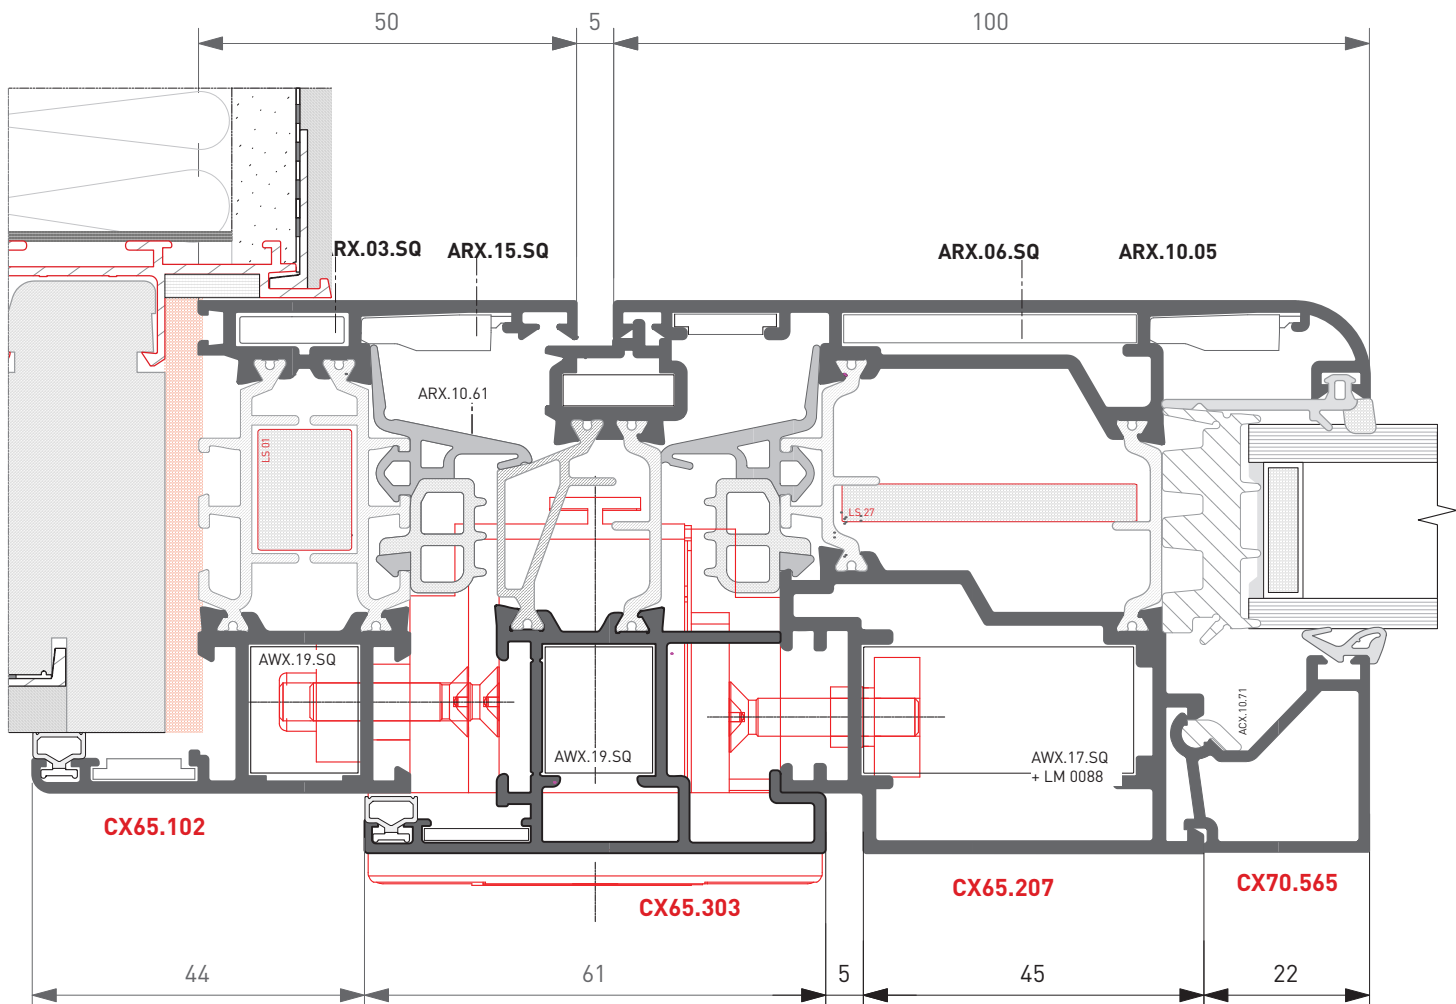 50
5
100
RX.03.SQ
ARX.15.SQ
ARX.06.SQ
ARX.10.05
ARX.10.61
LS 01
LS 27
AWX.19.SQ
AWX.19.SQ
AWX.17.SQ
+ LM 0088
ACX.10.71
CX65.102
CX65.303
CX65.207
CX70.565
44
61
5
45
22